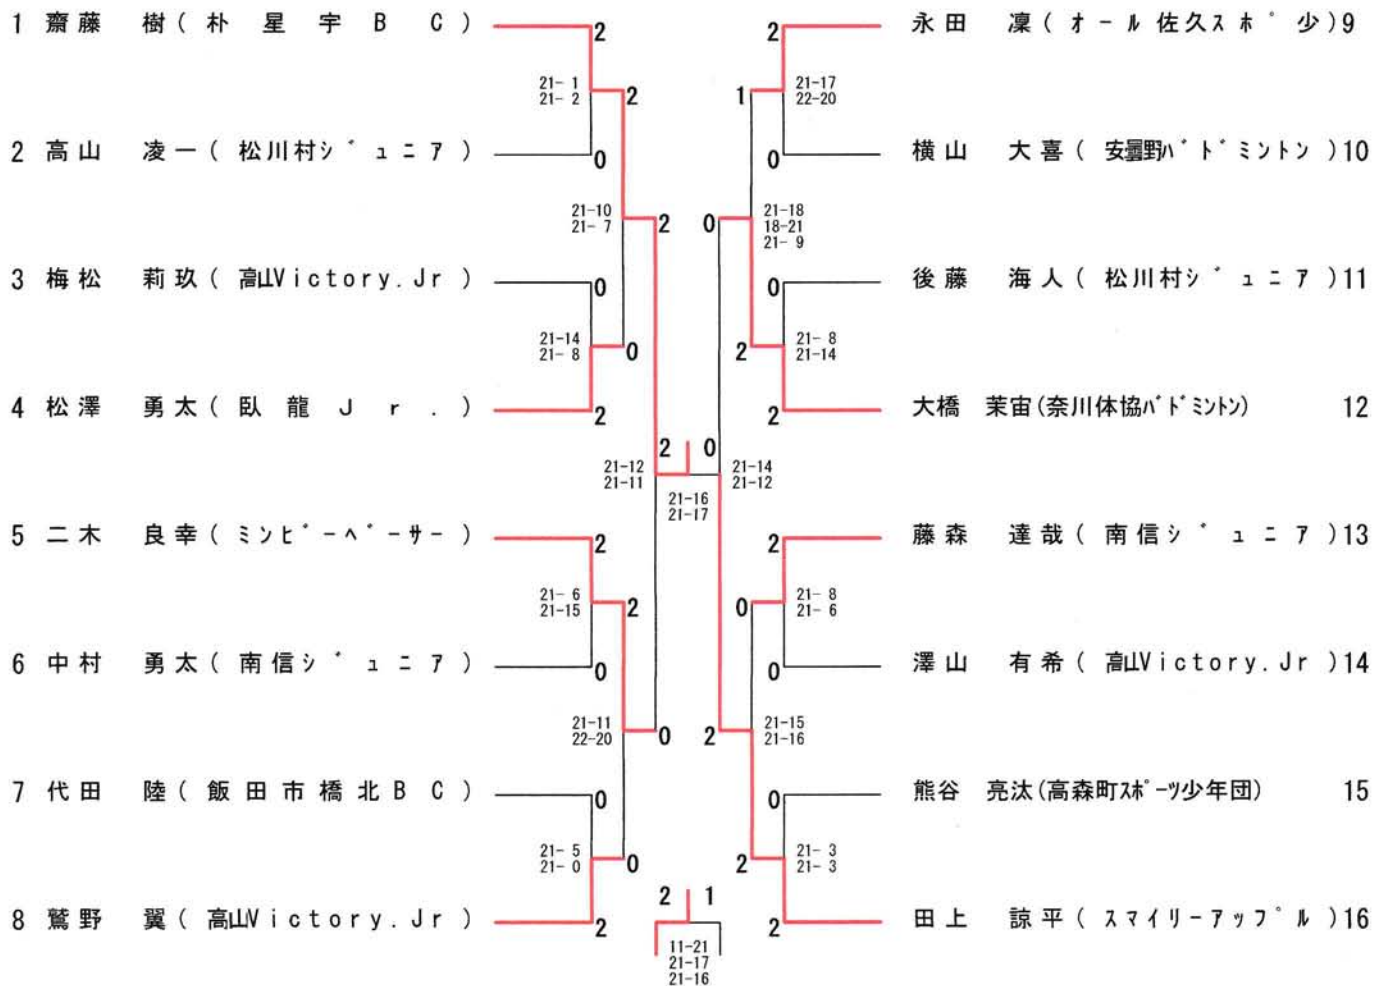 1 齋藤 樹(朴星宇BC) 2 2 永田 凜(オール佐久スポ少)9
21- 1 2 1 21-17
21- 2 22-20
2 高山 凌一(松川村ジュニア) 0 0 横山 大喜(安曇野バドミントン)10
21-10 2 0 21-18
21- 7 18-21
21- 9
3 梅松 莉玖(高山Victory.Jr) 0 0 後藤 海人(松川村ジュニア)11
21-14 0 2 21- 8
21- 8 21-14
4 松澤 勇太(臥龍Jr.) 2 2 大橋 茉宙(奈川体協バドミントン) 12
2 0
21-12 21-14
21-11 21-12
21-16
21-17
5 二木 良幸(ミンピーベーサー) 2 2 藤森 達哉(南信ジュニア)13
21- 6 2 0 21- 8
21-15 21- 6
6 中村 勇太(南信ジュニア) 0 0 澤山 有希(高山Victory.Jr)14
21-11 0 2 21-15
22-20 21-16
7 代田 陸(飯田市橋北BC) 0 0 熊谷 亮汰(高森町スポーツ少年団) 15
21- 5 0 2 21- 3
21- 0 21- 3
2 1
8 鷲野 翼(高山Victory.Jr) 2 2 田上 諒平(スマイリーアップル)16
11-21
21-17
21-16